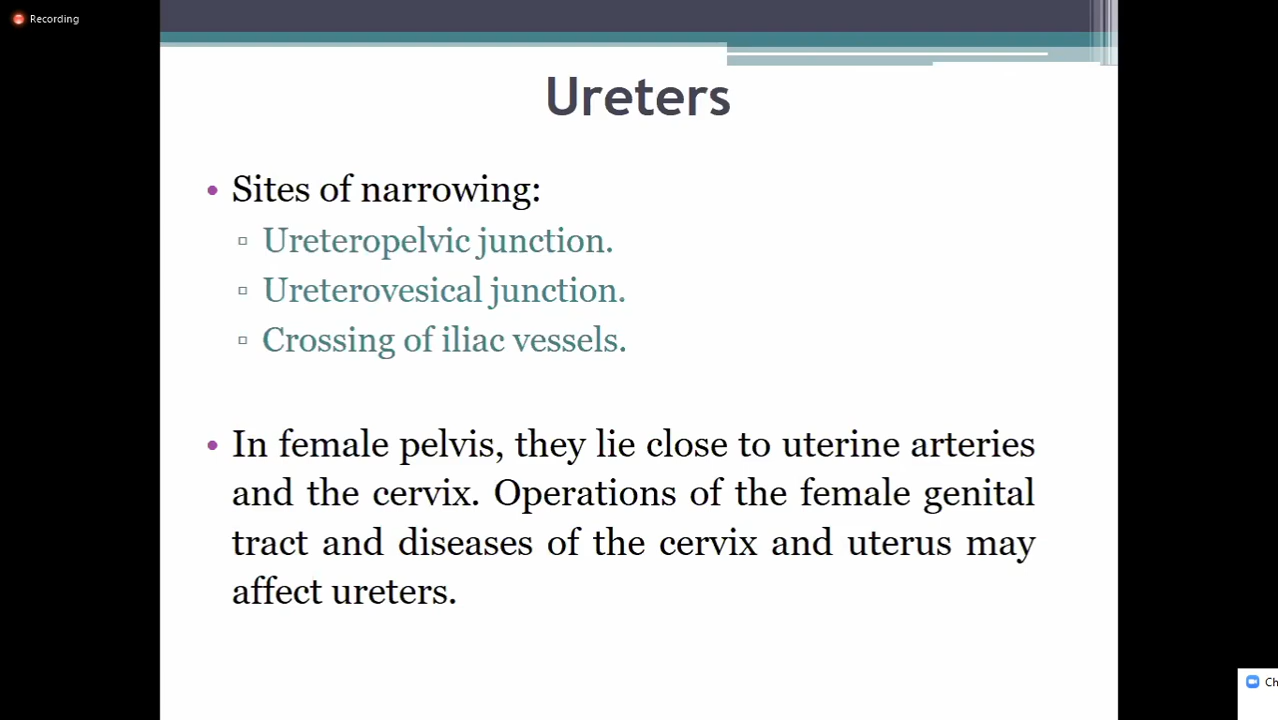 Recording
Ureters
• Sites of narrowing:
▫ Ureteropelvic junction.
▫ Ureterovesical junction.
▫ Crossing of iliac vessels.
• In female pelvis, they lie close to uterine arteries
and the cervix. Operations of the female genital
tract and diseases of the cervix and uterus may
affect ureters.
Ch